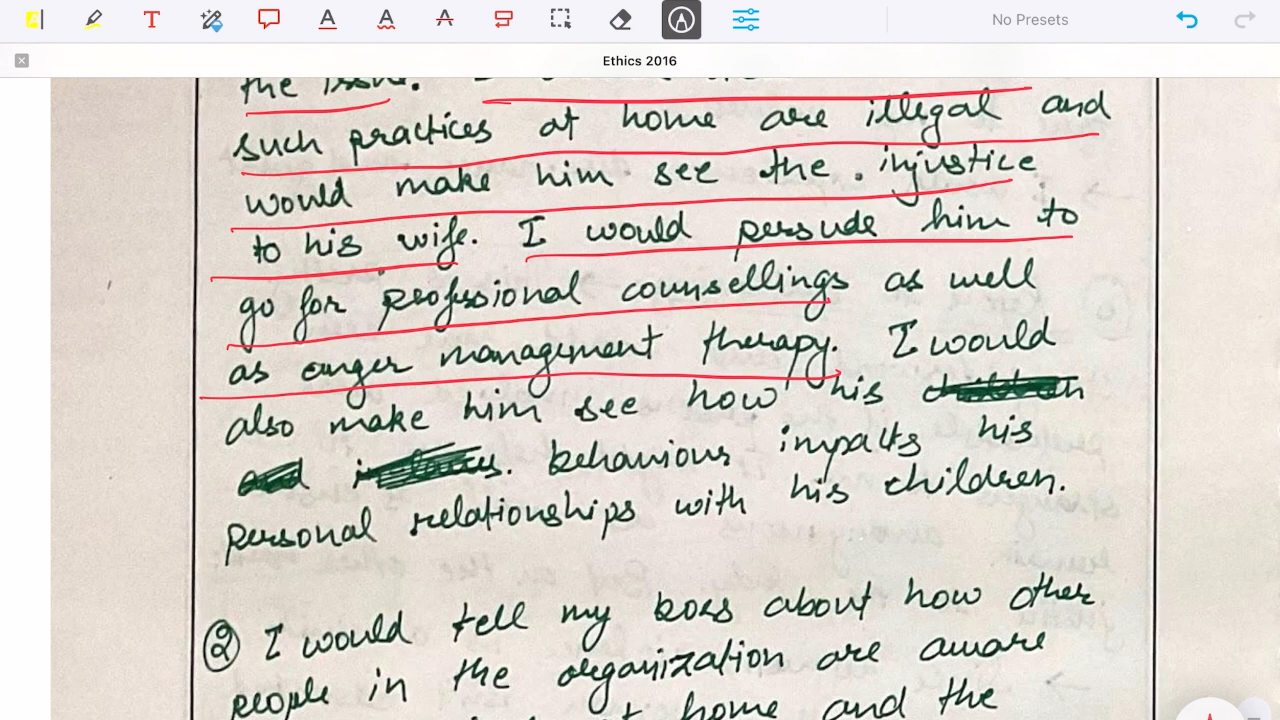 No Presets
Ethics 2016
the issue.
such practices at home are illegal and
would make him see the injustice
to his wife. I would persude him to
go for professional counsellings as well
as anger management therapy. I would
also make him see how his
behaviour impacts his
personal relationships with his children.
② I would tell my boss about how other
people in the organization are aware
at home and the